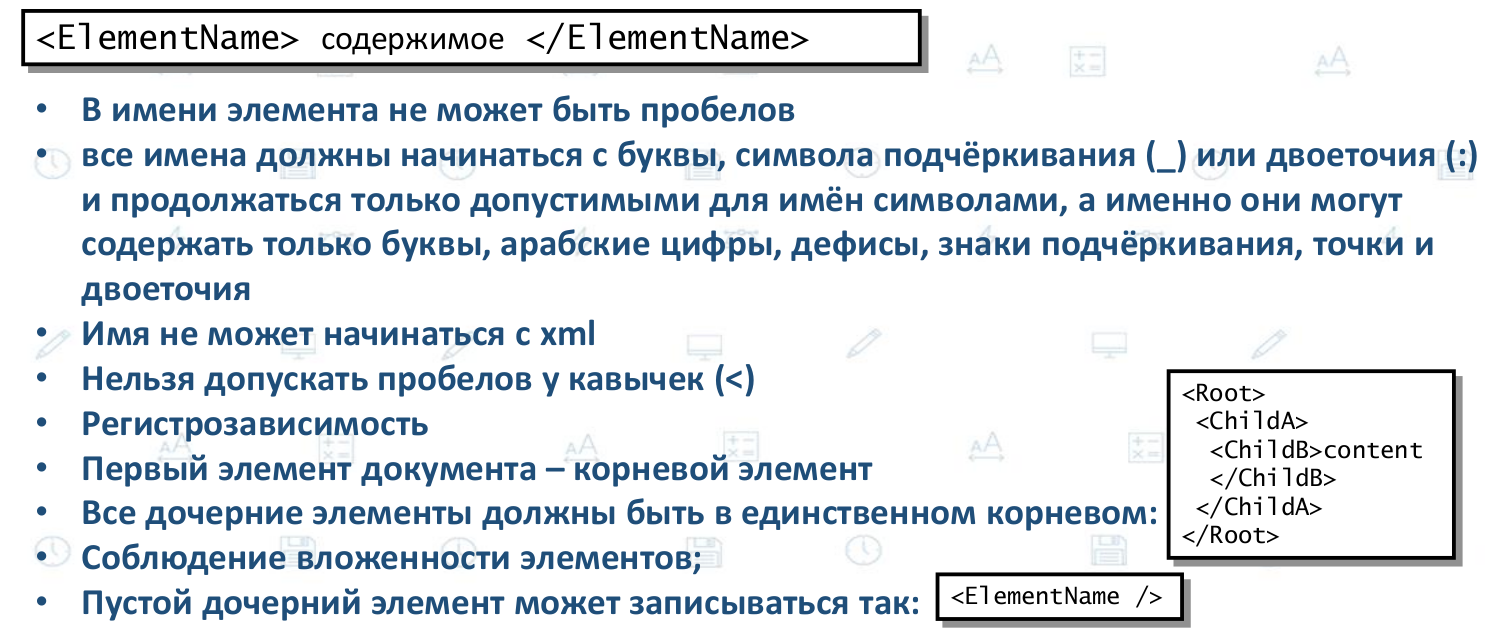 <ElementName> содержимое </ElementName>
• В имени элемента не может быть пробелов
• все имена должны начинаться с буквы, символа подчёркивания (_) или двоеточия (:)
и продолжаться только допустимыми для имён символами, а именно они могут
содержать только буквы, арабские цифры, дефисы, знаки подчёркивания, точки и
двоеточия
• Имя не может начинаться с xml
• Нельзя допускать пробелов у кавычек (<)
• Регистрозависимость
• Первый элемент документа – корневой элемент
• Все дочерние элементы должны быть в единственном корневом:
<Root>
<ChildA>
<ChildB>content
</ChildB>
</ChildA>
</Root>
• Соблюдение вложенности элементов;
• Пустой дочерний элемент может записываться так:
<ElementName />